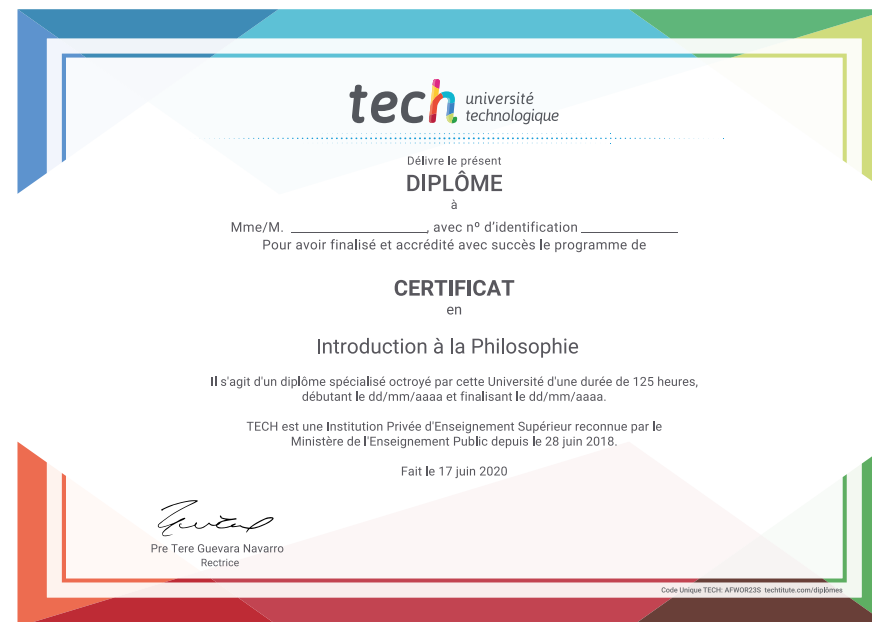 tech université
technologique
Délivre le présent
DIPLÔME
à
Mme/M. ____________________, avec nº d'identification ______________
Pour avoir finalisé et accrédité avec succès le programme de
CERTIFICAT
en
Introduction à la Philosophie
Il s'agit d'un diplôme spécialisé octroyé par cette Université d'une durée de 125 heures,
débutant le dd/mm/aaaa et finalisant le dd/mm/aaaa.
TECH est une Institution Privée d'Enseignement Supérieur reconnue par le
Ministère de l'Enseignement Public depuis le 28 juin 2018.
Fait le 17 juin 2020
Pre Tere Guevara Navarro
Rectrice
Code Unique TECH: AFWOR23S techtitute.com/diplômes